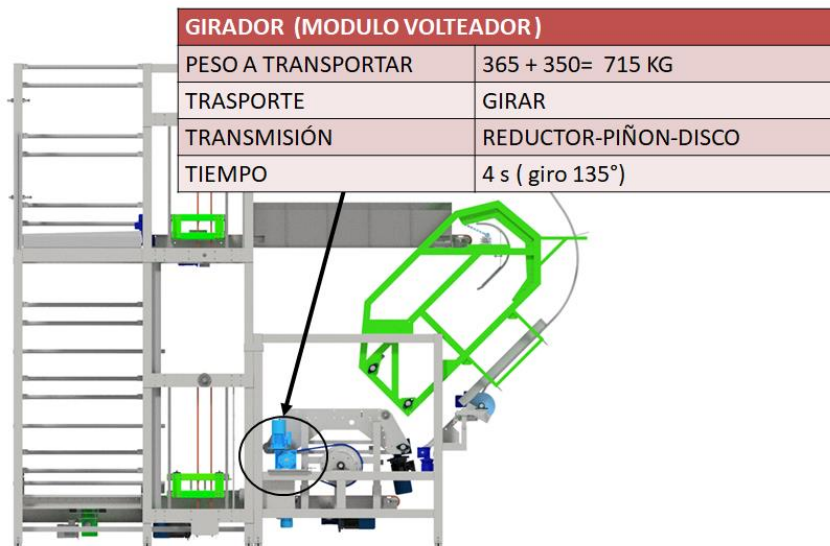 GIRADOR (MODULO VOLTEADOR)
PESO A TRANSPORTAR 365 + 350= 715 KG
TRASPORTE GIRAR
TRANSMISIÓN REDUCTOR-PIÑON-DISCO
TIEMPO 4 s ( giro 135°)